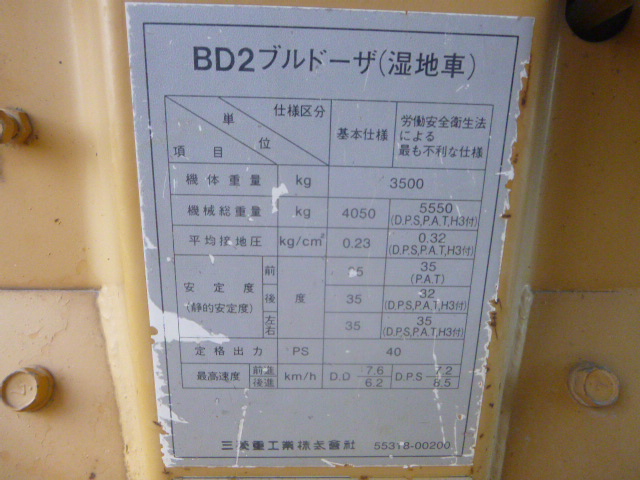 BD2ブルドーザ(湿地車)
仕様区分
単位
項目
基本仕様
労働安全衛生法
による
最も不利な仕様
機体重量 kg 3500
機械総重量 kg 4050 5550
(D.P.S,P.A.T,H3付)
平均接地圧 kg/cm² 0.23 0.32
(D.P.S,P.A.T,H3付)
安定度
(静的安定度)
度
前 35
(P.A.T)
後 35 32
(D.P.S,P.A.T,H3付)
左右 35 35
(D.P.S,P.A.T,H3付)
定格出力 PS 40
最高速度 前進 km/h D.D 7.6 D.P.S 7.2
後進 6.2 8.5
三菱重工業株式会社 55318-00200